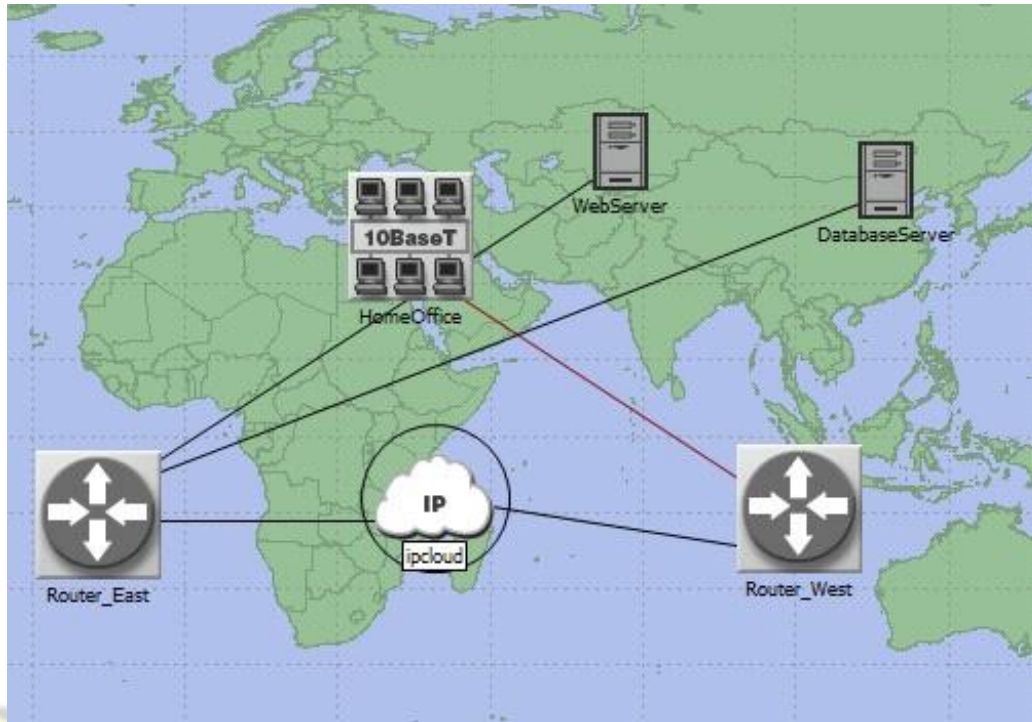 WebServer
DatabaseServer
10BaseT
HomeOffice
IP
ipcloud
Router_East
Router_West